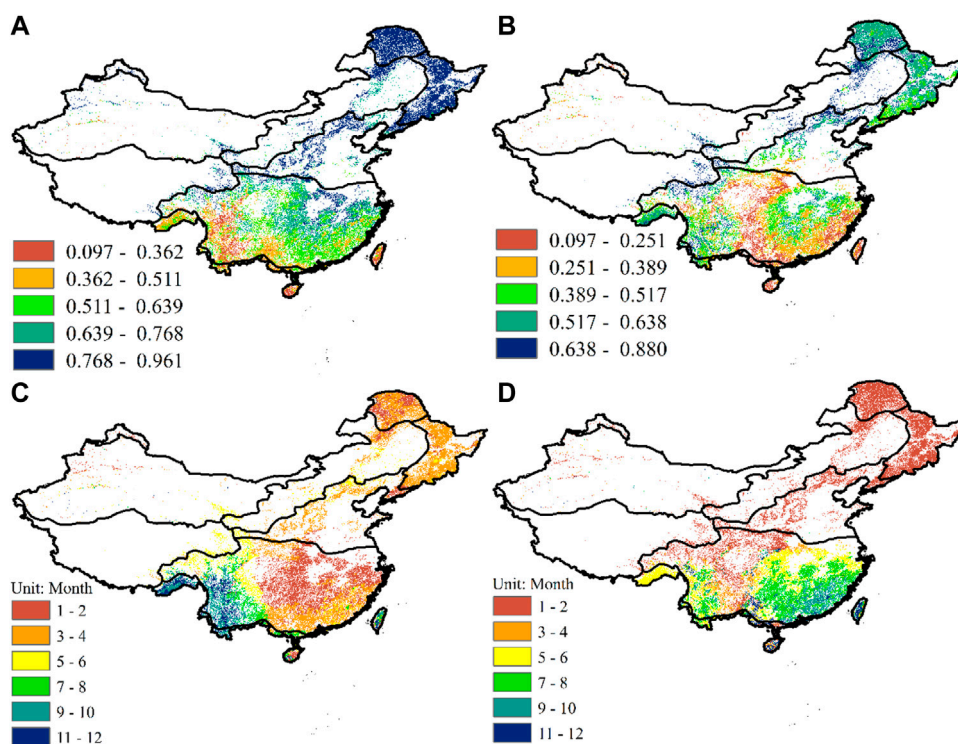 A
B
0.097 - 0.362
0.362 - 0.511
0.511 - 0.639
0.639 - 0.768
0.768 - 0.961
0.097 - 0.251
0.251 - 0.389
0.389 - 0.517
0.517 - 0.638
0.638 - 0.880
C
D
Unit: Month
1 - 2
3 - 4
5 - 6
7 - 8
9 - 10
11 - 12
Unit: Month
1 - 2
3 - 4
5 - 6
7 - 8
9 - 10
11 - 12